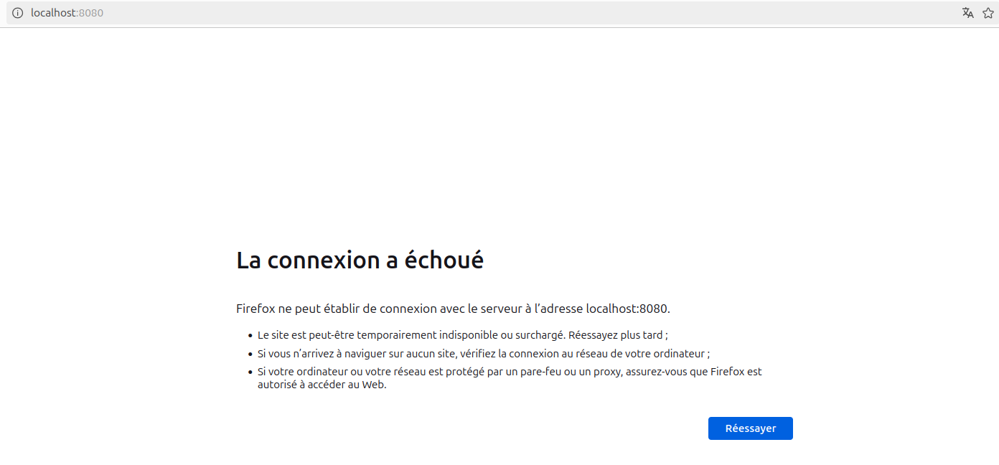 localhost:8080
La connexion a échoué
Firefox ne peut établir de connexion avec le serveur à l’adresse localhost:8080.
• Le site est peut-être temporairement indisponible ou surchargé. Réessayez plus tard ;
• Si vous n’arrivez à naviguer sur aucun site, vérifiez la connexion au réseau de votre ordinateur ;
• Si votre ordinateur ou votre réseau est protégé par un pare-feu ou un proxy, assurez-vous que Firefox est
autorisé à accéder au Web.
Réessayer